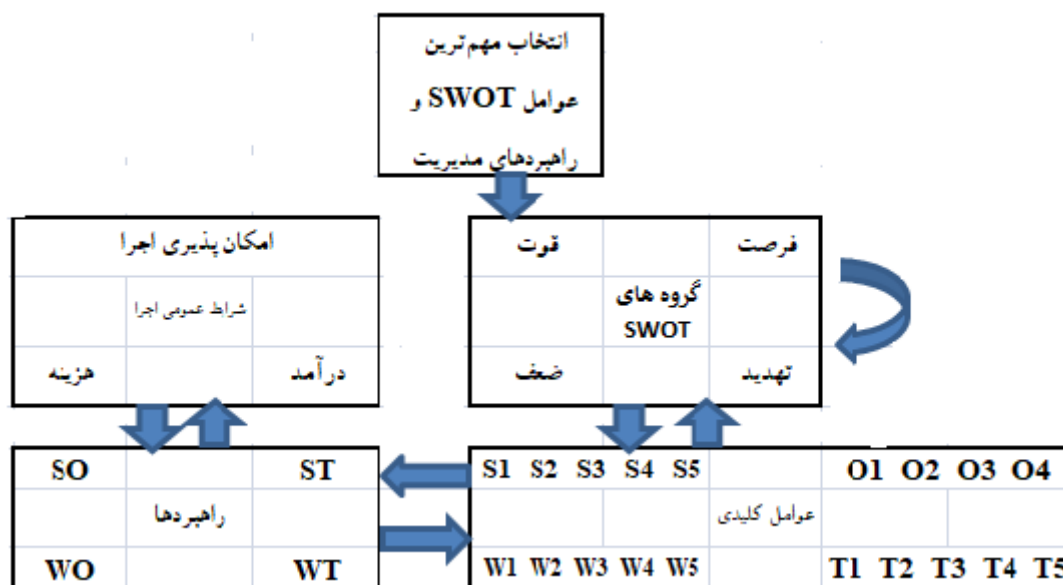 انتخاب مهم‌ترین
عوامل SWOT و
راهبردهای مدیریت
قوت
فرصت
گروه های
SWOT
ضعف
تهدید
امکان‌پذیری اجرا
شراط عمومی اجرا
هزینه
درآمد
SO
ST
راهبردها
WO
WT
S1 S2 S3 S4 S5
O1 O2 O3 O4
عوامل کلیدی
W1 W2 W3 W4 W5
T1 T2 T3 T4 T5